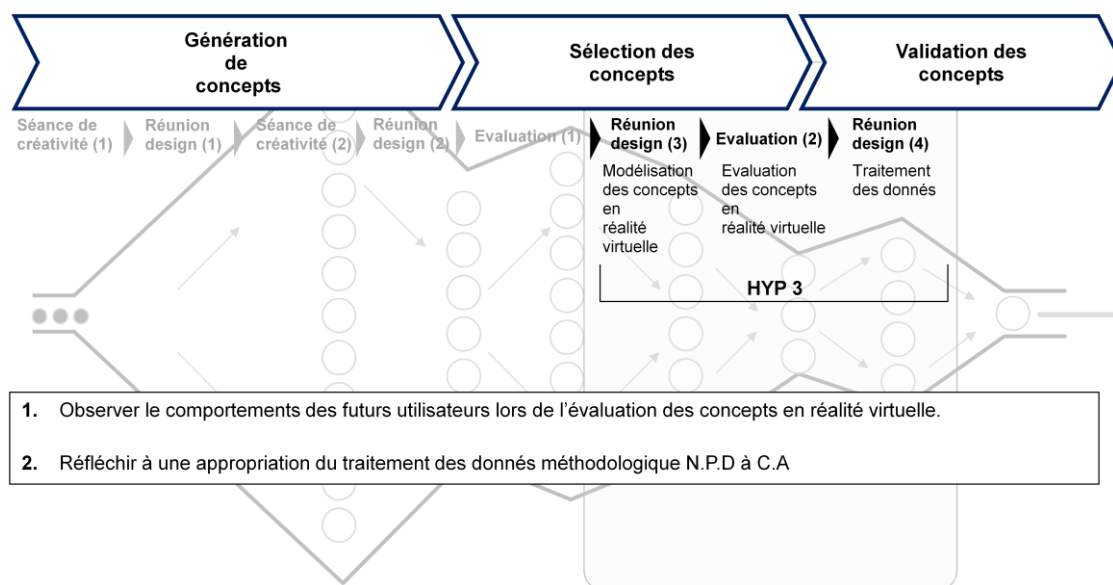 Génération
de
concepts
Sélection des
concepts
Validation des
concepts
Séance de
créativité (1)
Réunion
design (1)
Séance de
créativité (2)
Réunion
design (2)
Evaluation (1)
Réunion
design (3)
Evaluation (2)
Réunion
design (4)
Modélisation
des concepts
en
réalité
virtuelle
Evaluation
des concepts
en
réalité virtuelle
Traitement
des donnés
HYP 3
1. Observer le comportements des futurs utilisateurs lors de l'évaluation des concepts en réalité virtuelle.
2. Réfléchir à une appropriation du traitement des donnés méthodologique N.P.D à C.A